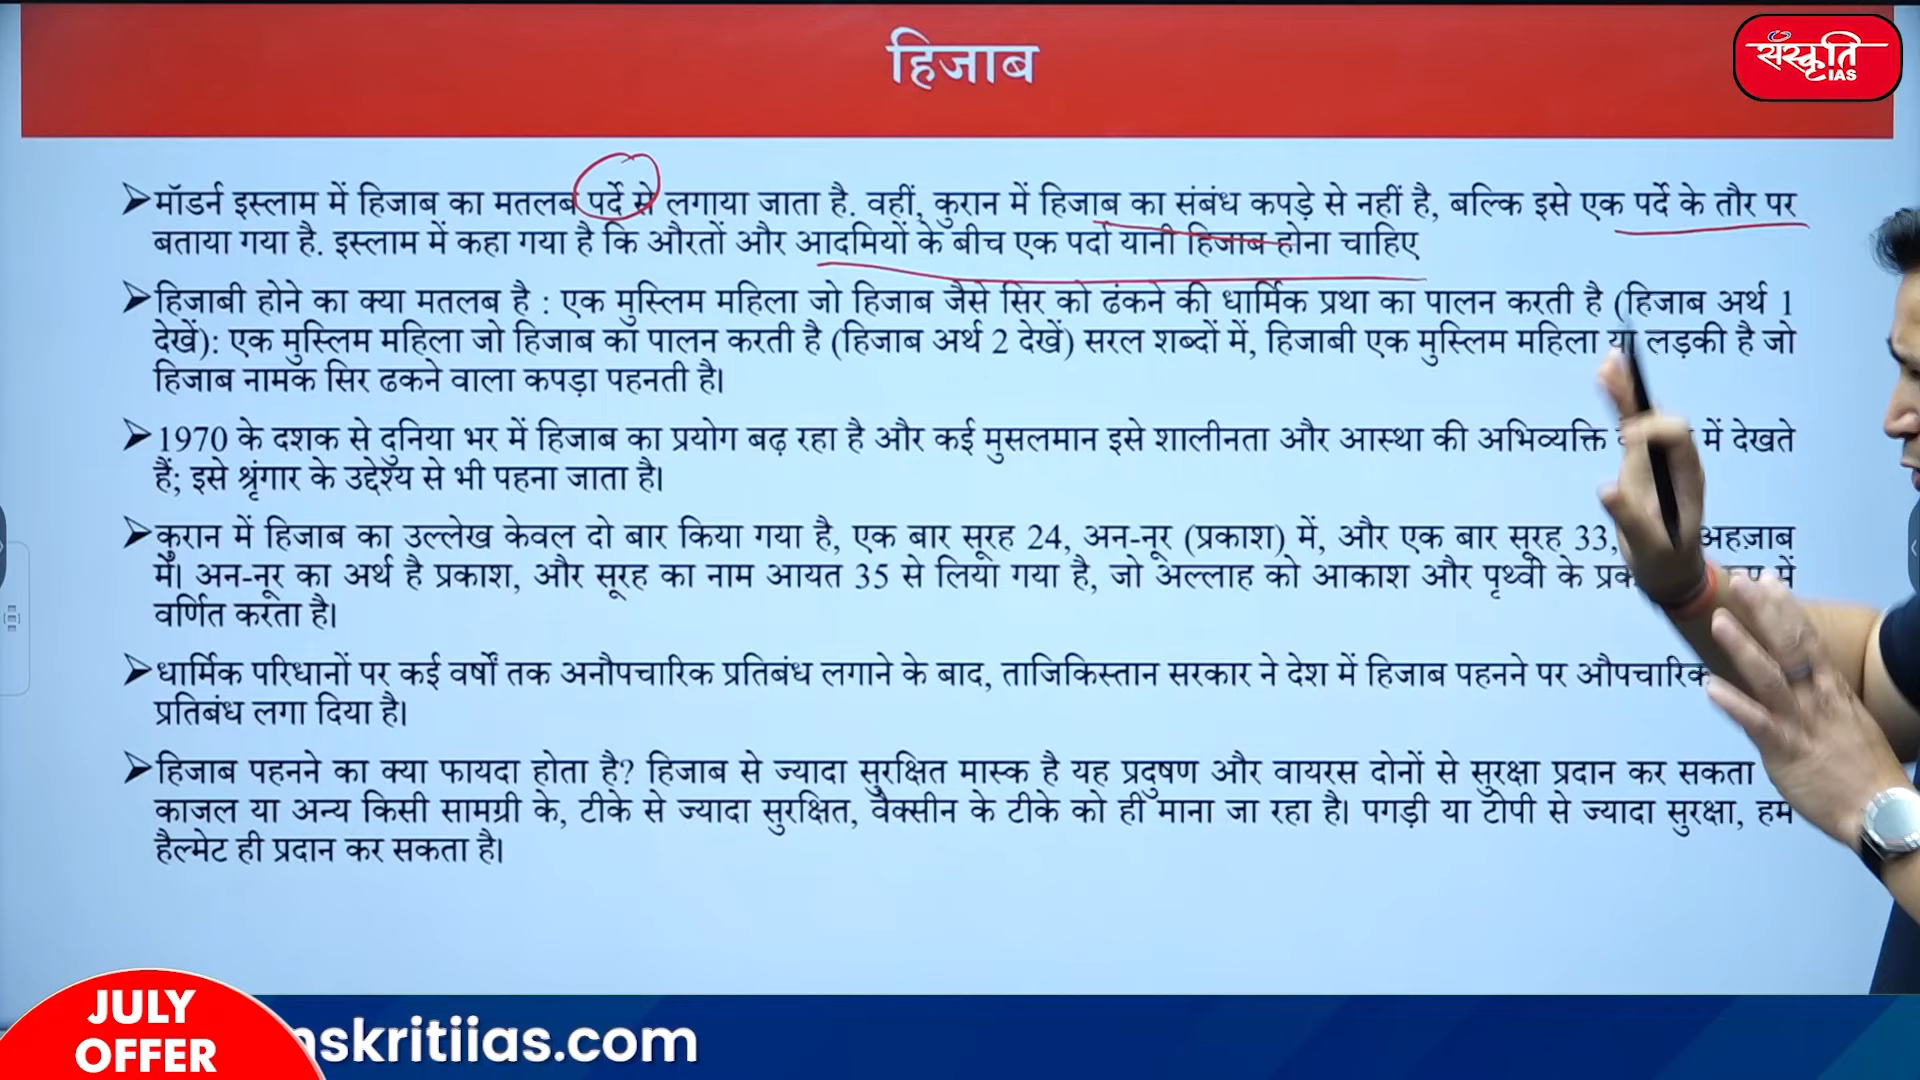 हिजाब
संस्कृति
IAS
मॉडर्न इस्लाम में हिजाब का मतलब पर्दे से लगाया जाता है. वहीं, कुरान में हिजाब का संबंध कपड़े से नहीं है, बल्कि इसे एक पर्दे के तौर पर
बताया गया है. इस्लाम में कहा गया है कि औरतों और आदमियों के बीच एक पर्दा यानी हिजाब होना चाहिए
हिजाबी होने का क्या मतलब है : एक मुस्लिम महिला जो हिजाब जैसे सिर को ढंकने की धार्मिक प्रथा का पालन करती है (हिजाब अर्थ 1
देखें): एक मुस्लिम महिला जो हिजाब का पालन करती है (हिजाब अर्थ 2 देखें) सरल शब्दों में, हिजाबी एक मुस्लिम महिला या लड़की है जो
हिजाब नामक सिर ढकने वाला कपड़ा पहनती है।
1970 के दशक से दुनिया भर में हिजाब का प्रयोग बढ़ रहा है और कई मुसलमान इसे शालीनता और आस्था की अभिव्यक्ति में देखते
हैं; इसे श्रृंगार के उद्देश्य से भी पहना जाता है।
कुरान में हिजाब का उल्लेख केवल दो बार किया गया है, एक बार सूरह 24, अन-नूर (प्रकाश) में, और एक बार सूरह 33, अहज़ाब
में। अन-नूर का अर्थ है प्रकाश, और सूरह का नाम आयत 35 से लिया गया है, जो अल्लाह को आकाश और पृथ्वी के में
वर्णित करता है।
धार्मिक परिधानों पर कई वर्षों तक अनौपचारिक प्रतिबंध लगाने के बाद, ताजिकिस्तान सरकार ने देश में हिजाब पहनने पर औपचारिक
प्रतिबंध लगा दिया है।
हिजाब पहनने का क्या फायदा होता है? हिजाब से ज्यादा सुरक्षित मास्क है यह प्रदुषण और वायरस दोनों से सुरक्षा प्रदान कर सकता
काजल या अन्य किसी सामग्री के, टीके से ज्यादा सुरक्षित, वैक्सीन के टीके को ही माना जा रहा है। पगड़ी या टोपी से ज्यादा सुरक्षा, हम
हैल्मेट ही प्रदान कर सकता है।
JULY
OFFER
nskritiias.com